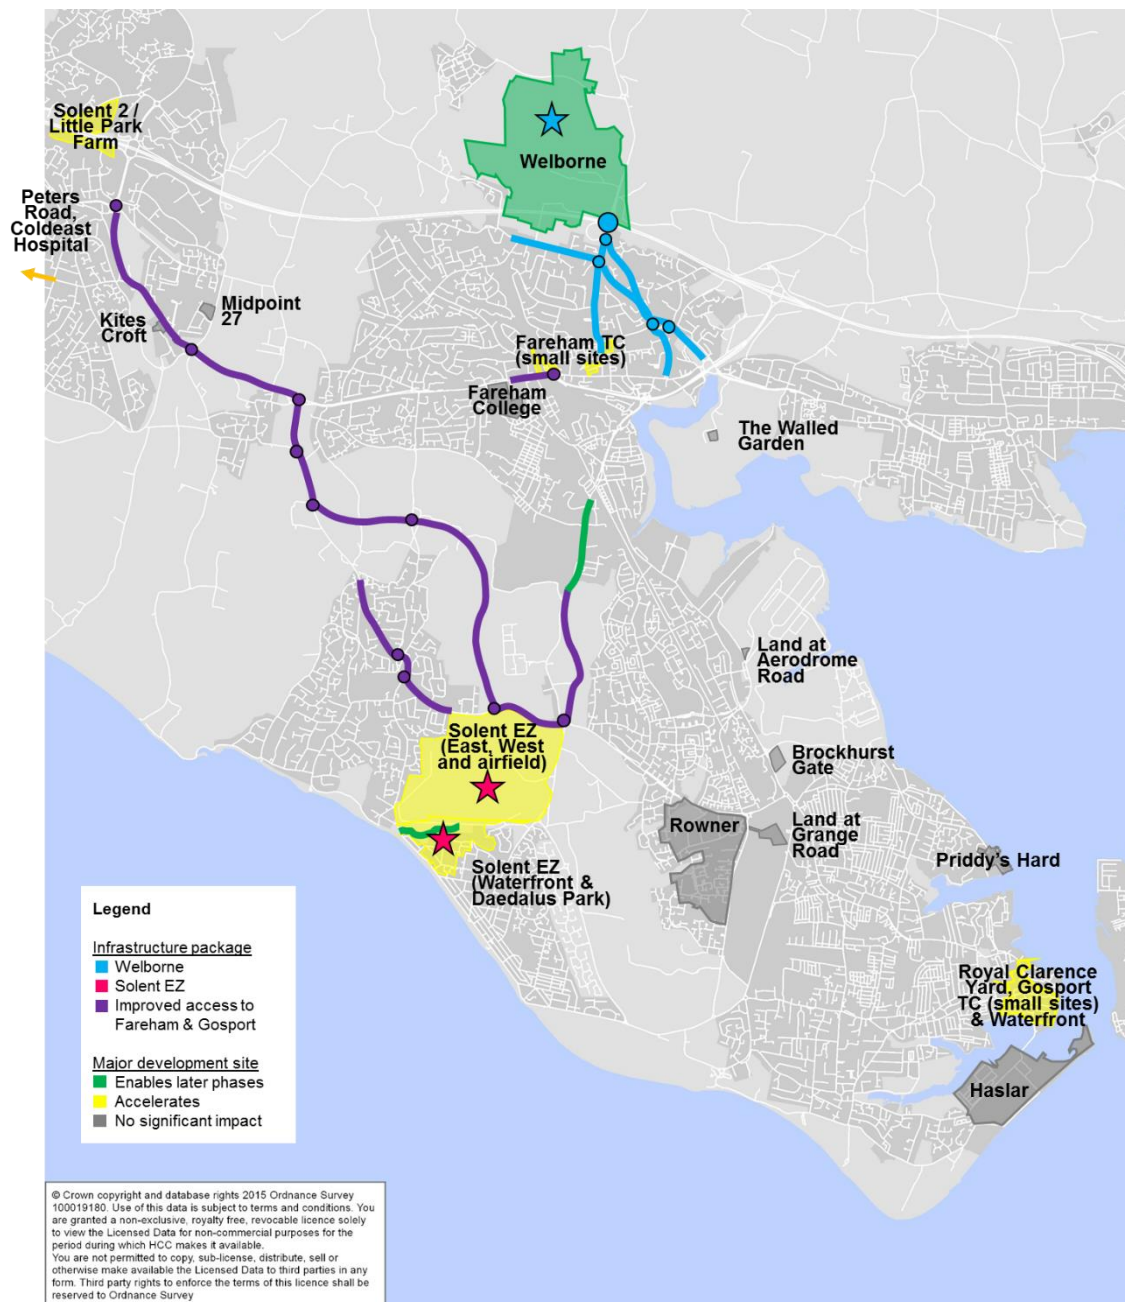 Solent 2 /
Little Park
Farm
Welborne
Peters
Road,
Coldeast
Hospital
Midpoint
27
Kites
Croft
Fareham TC
(small sites)
Fareham
College
The Walled
Garden
Land at
Aerodrome
Road
Solent EZ
(East, West
and airfield)
Brockhurst
Gate
Rowner
Land at
Grange
Road
Priddy's Hard
Solent EZ
(Waterfront &
Daedalus Park)
Royal Clarence
Yard, Gosport
TC (small sites)
& Waterfront
Haslar
Legend
Infrastructure package
Welborne
Solent EZ
Improved access to
Fareham & Gosport
Major development site
Enables later phases
Accelerates
No significant impact
© Crown copyright and database rights 2015 Ordnance Survey
100019180. Use of this data is subject to terms and conditions. You
are granted a non-exclusive, royalty free, revocable licence solely
to view the Licensed Data for non-commercial purposes for the
period during which HCC makes it available.
You are not permitted to copy, sub-license, distribute, sell or
otherwise make available the Licensed Data to third parties in any
form. Third party rights to enforce the terms of this licence shall be
reserved to Ordnance Survey